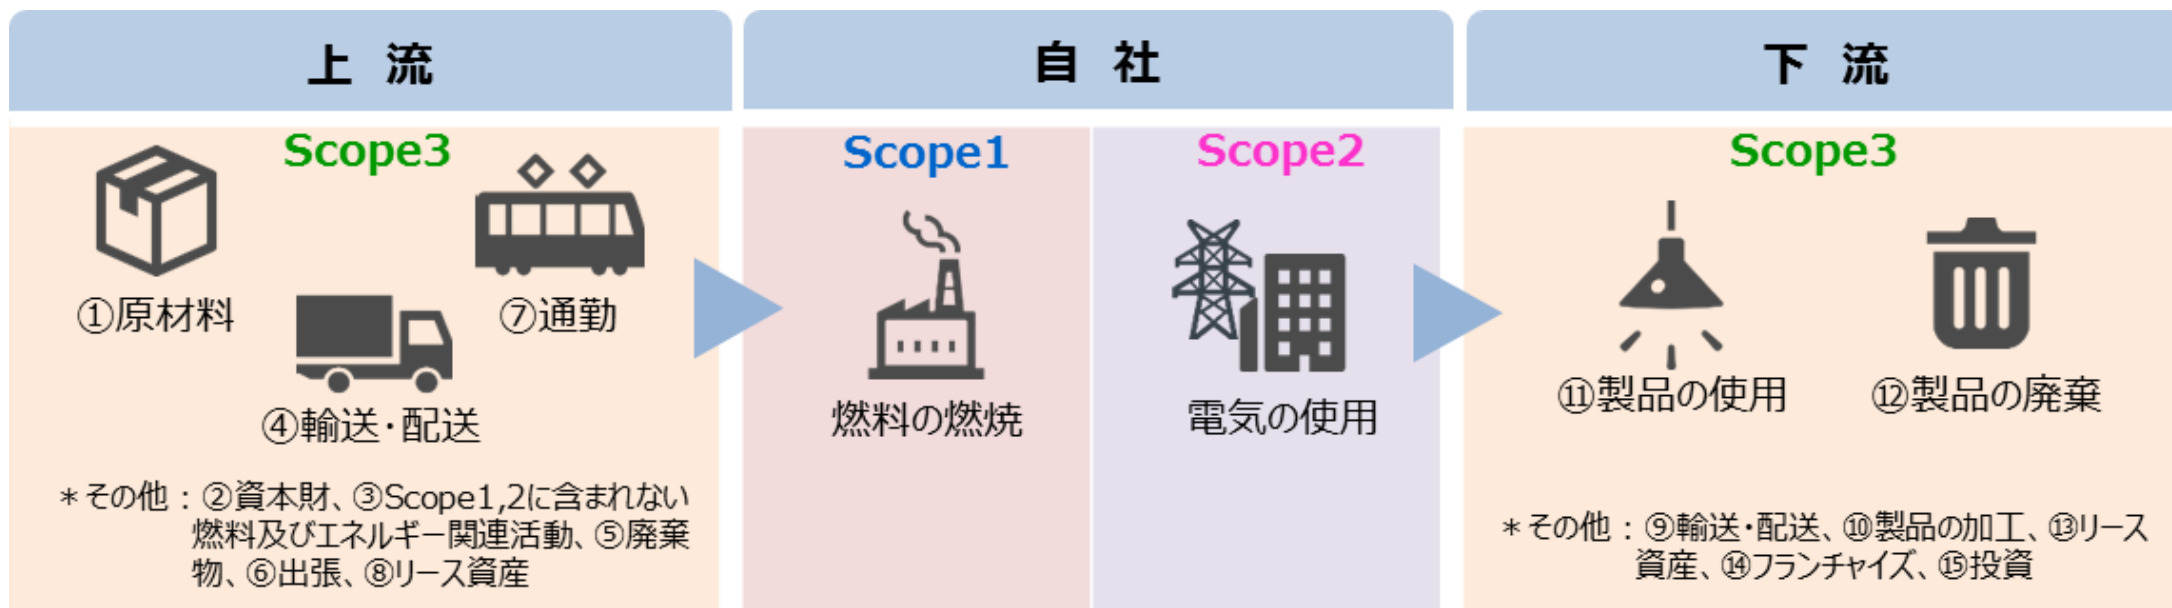 上 流
Scope3
①原材料
⑦通勤
④輸送・配送
＊その他：②資本財、③Scope1,2に含まれない
燃料及びエネルギー関連活動、⑤廃棄
物、⑥出張、⑧リース資産
自 社
Scope1
燃料の燃焼
Scope2
電気の使用
下 流
Scope3
⑪製品の使用
⑫製品の廃棄
＊その他：⑨輸送・配送、⑩製品の加工、⑬リース
資産、⑭フランチャイズ、⑮投資